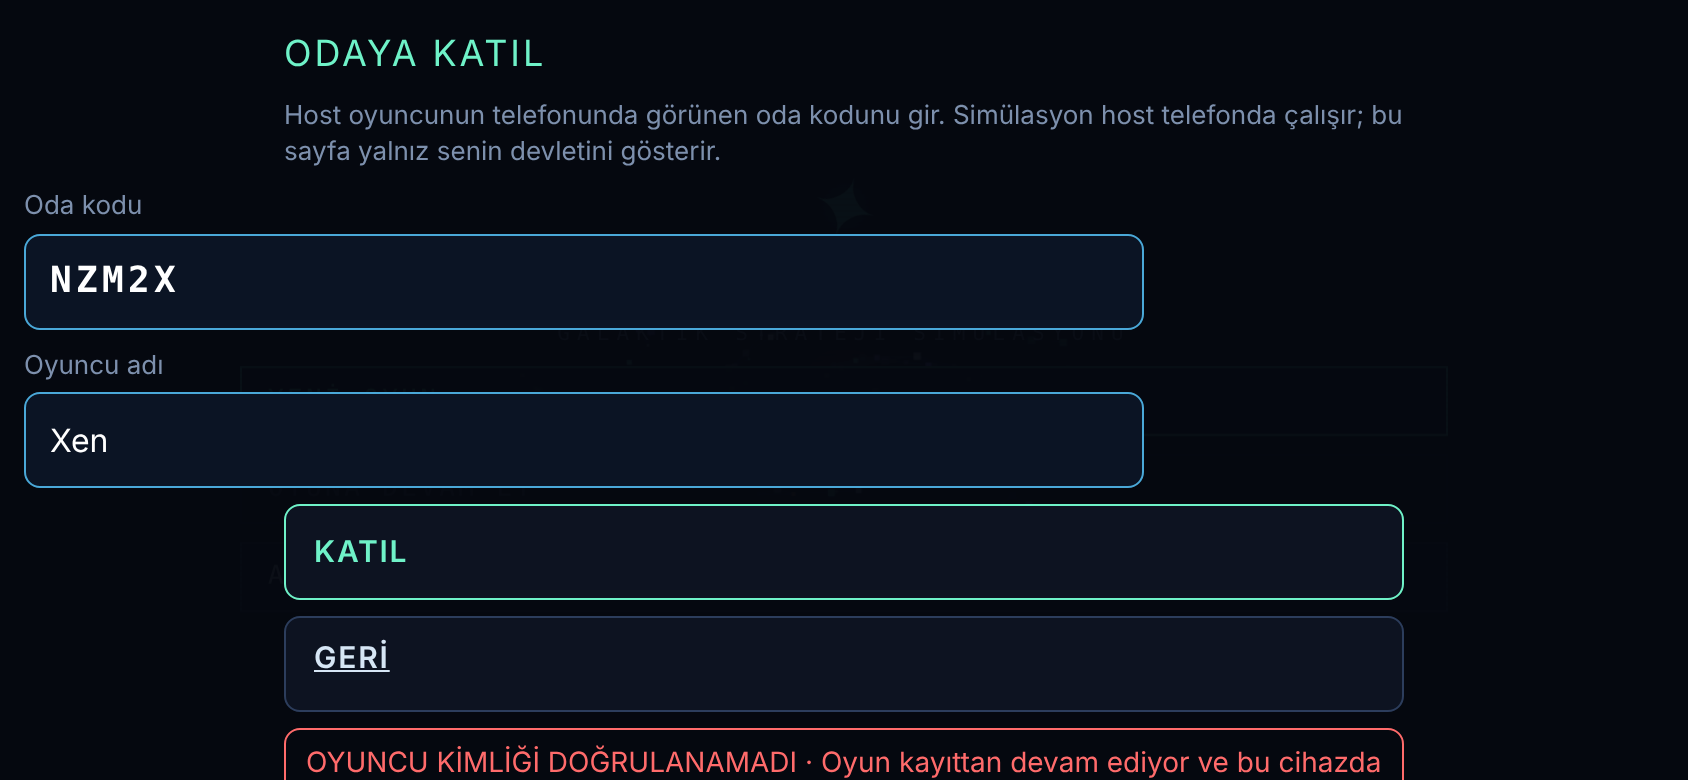 ODAYA KATIL
Host oyuncunun telefonunda görünen oda kodunu gir. Simülasyon host telefonda çalışır; bu
sayfa yalnız senin devletini gösterir.
Oda kodu
NZM2X
Oyuncu adı
Xen
KATIL
GERİ
OYUNCU KİMLİĞİ DOĞRULANAMADI · Oyun kayıttan devam ediyor ve bu cihazda